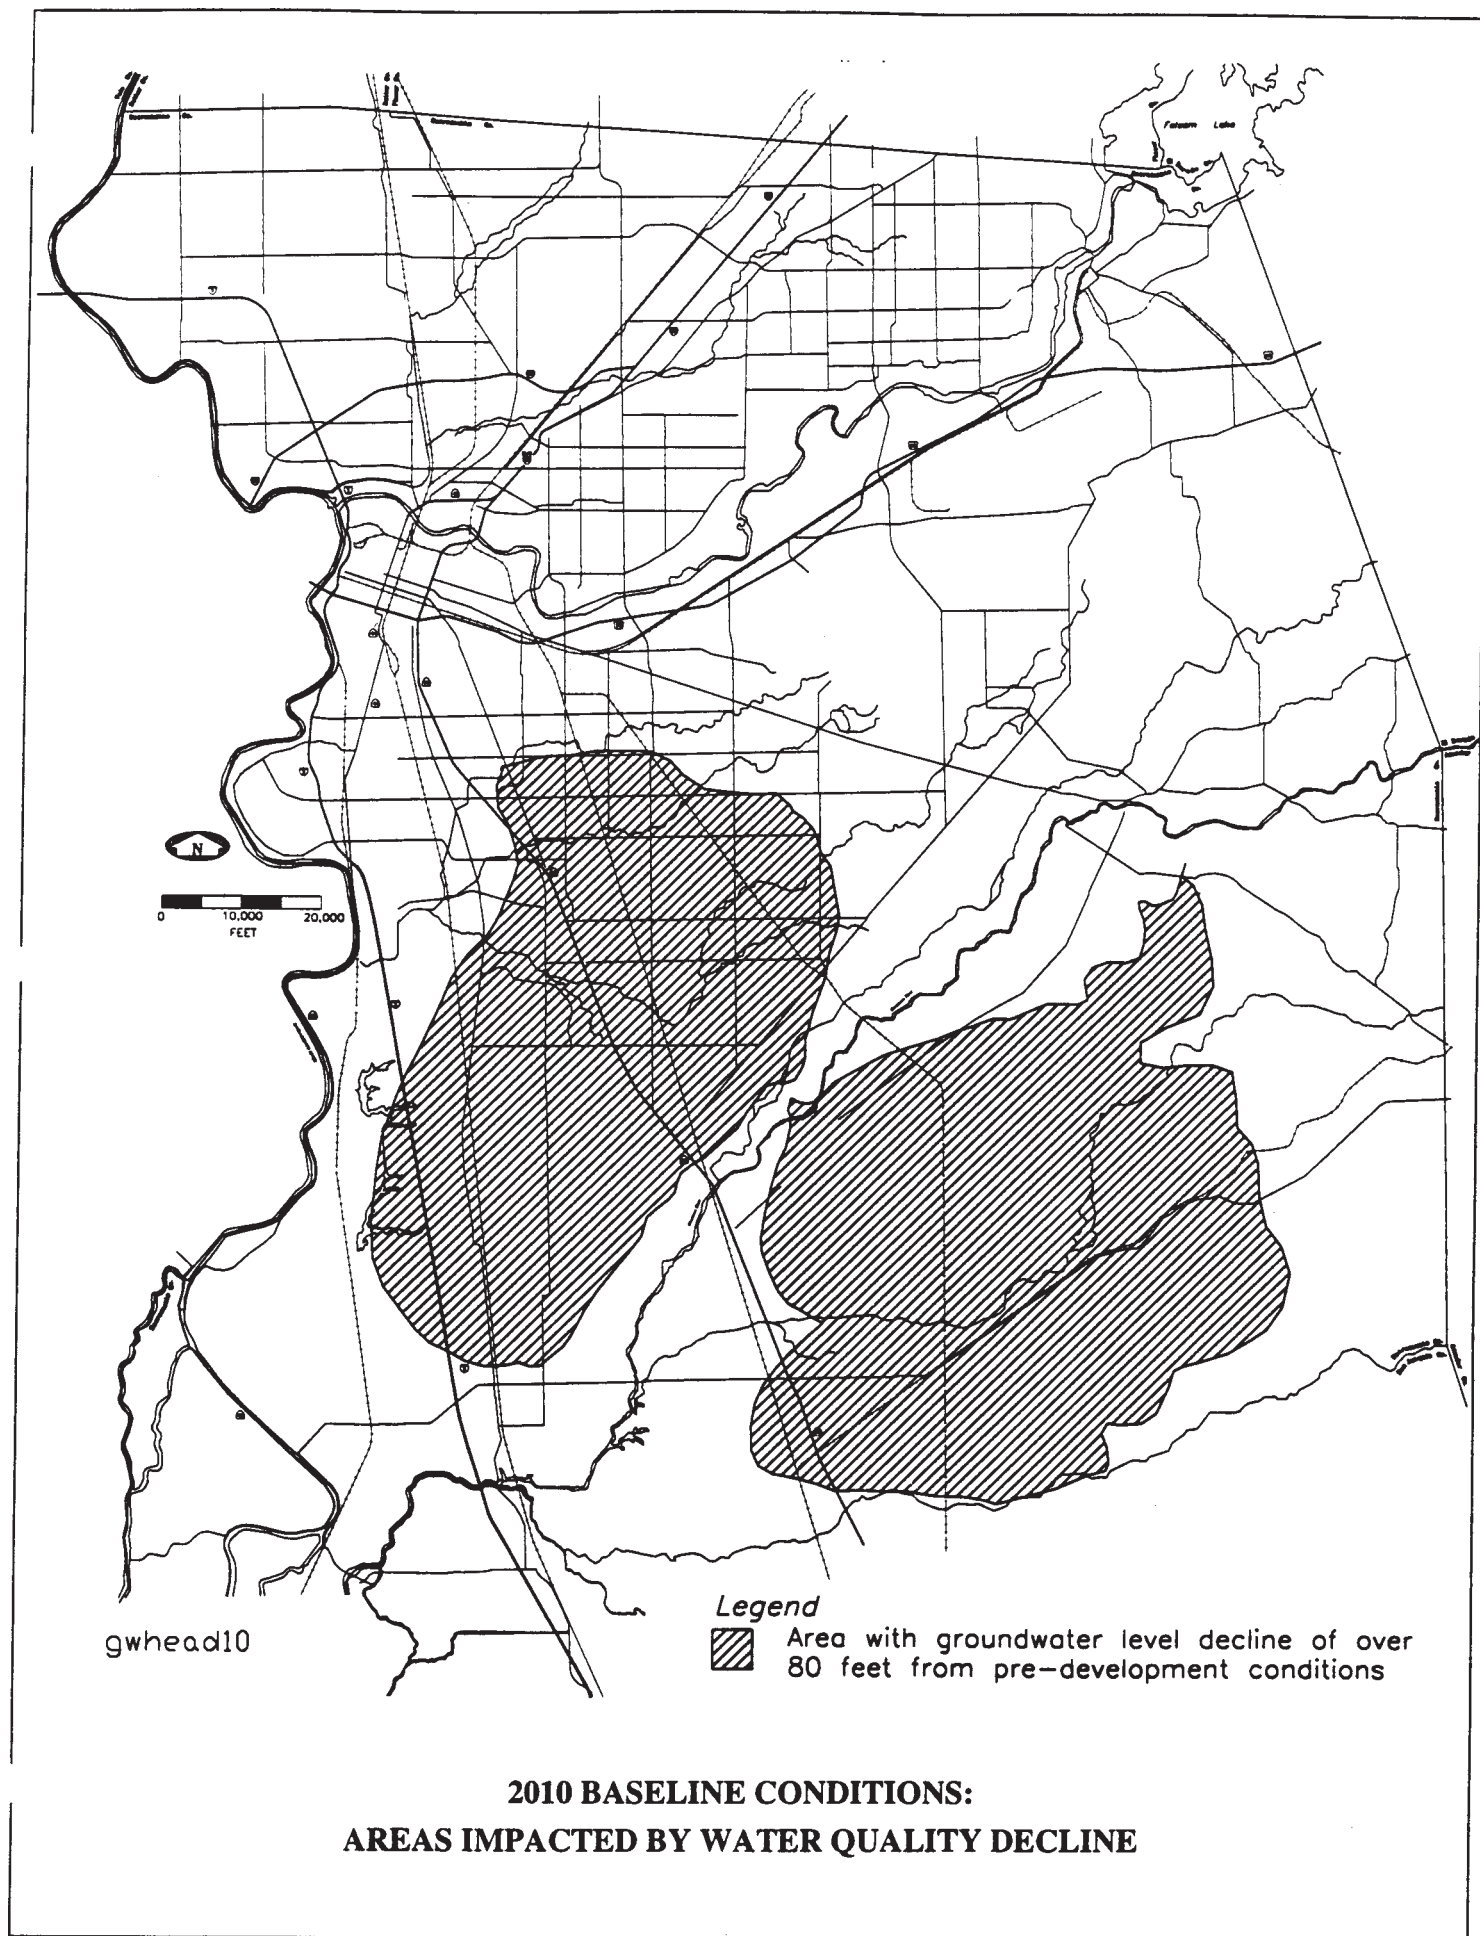 Folsom Lake
N
0 10,000 20,000
FEET
gwhead10
Legend
Area with groundwater level decline of over
80 feet from pre-development conditions
2010 BASELINE CONDITIONS:
AREAS IMPACTED BY WATER QUALITY DECLINE